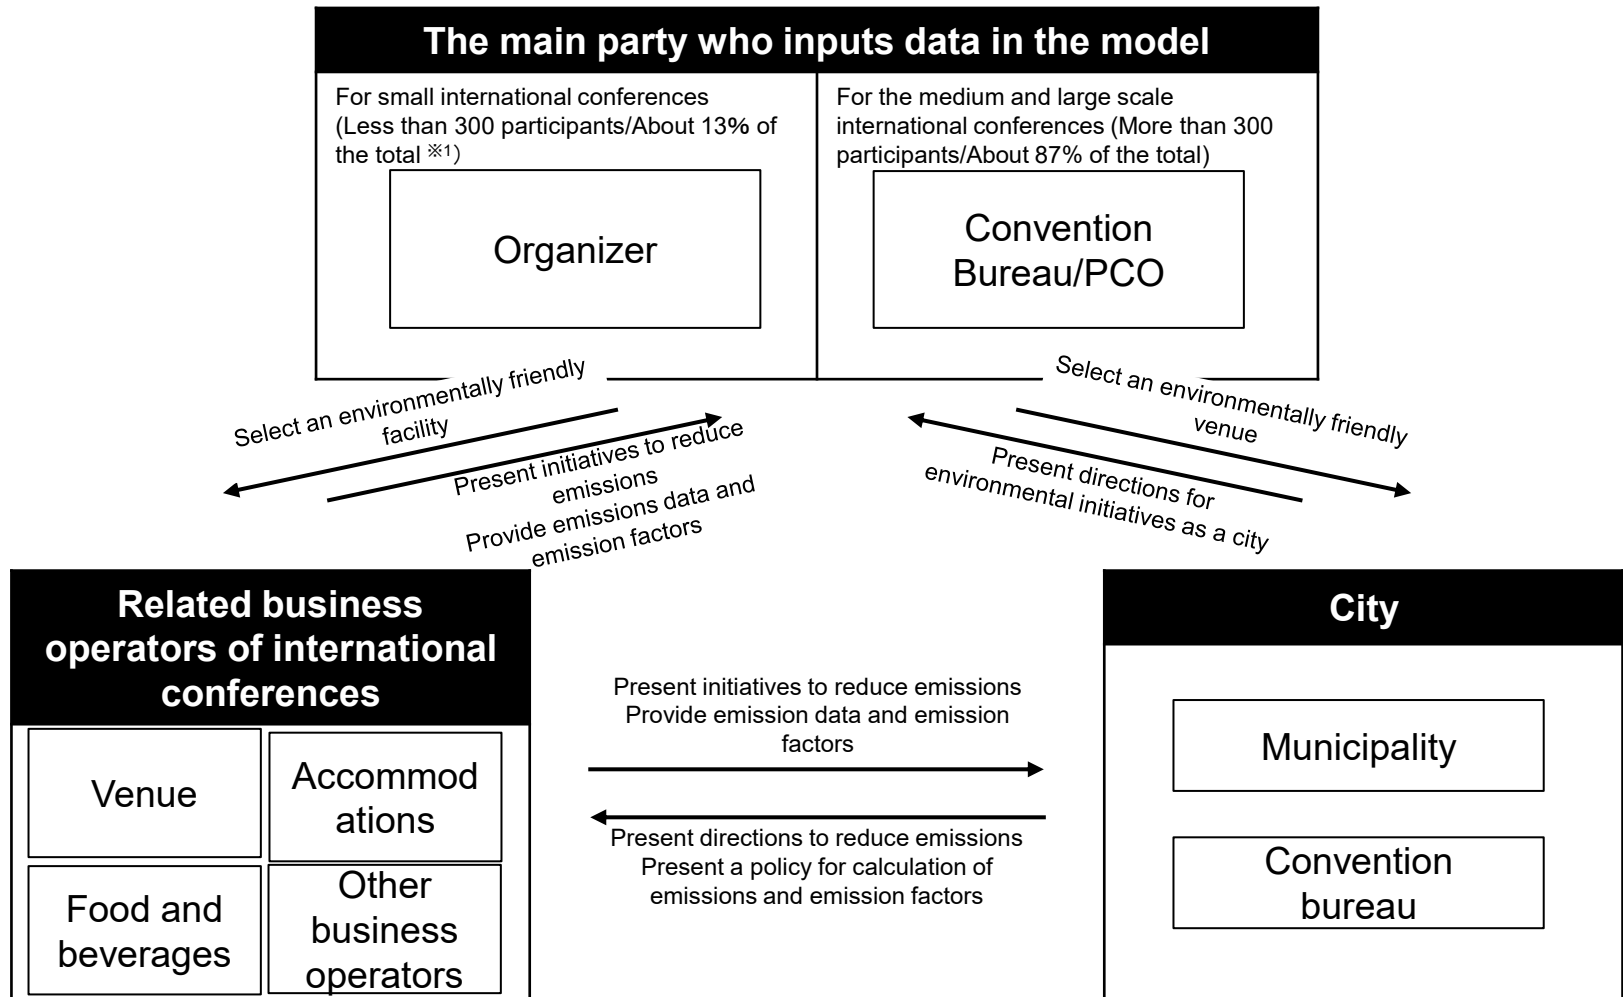 The main party who inputs data in the model
For small international conferences
(Less than 300 participants/About 13% of
the total ※1)
Organizer
For the medium and large scale
international conferences (More than 300
participants/About 87% of the total)
Convention
Bureau/PCO
Select an environmentally friendly
facility
Present initiatives to reduce
emissions
Provide emissions data and
emission factors
Select an environmentally friendly
venue
Present directions for
environmental initiatives as a city
Related business
operators of international
conferences
Venue
Accommod
ations
Food and
beverages
Other
business
operators
Present initiatives to reduce emissions
Provide emission data and emission
factors
Present directions to reduce emissions
Present a policy for calculation of
emissions and emission factors
City
Municipality
Convention
bureau